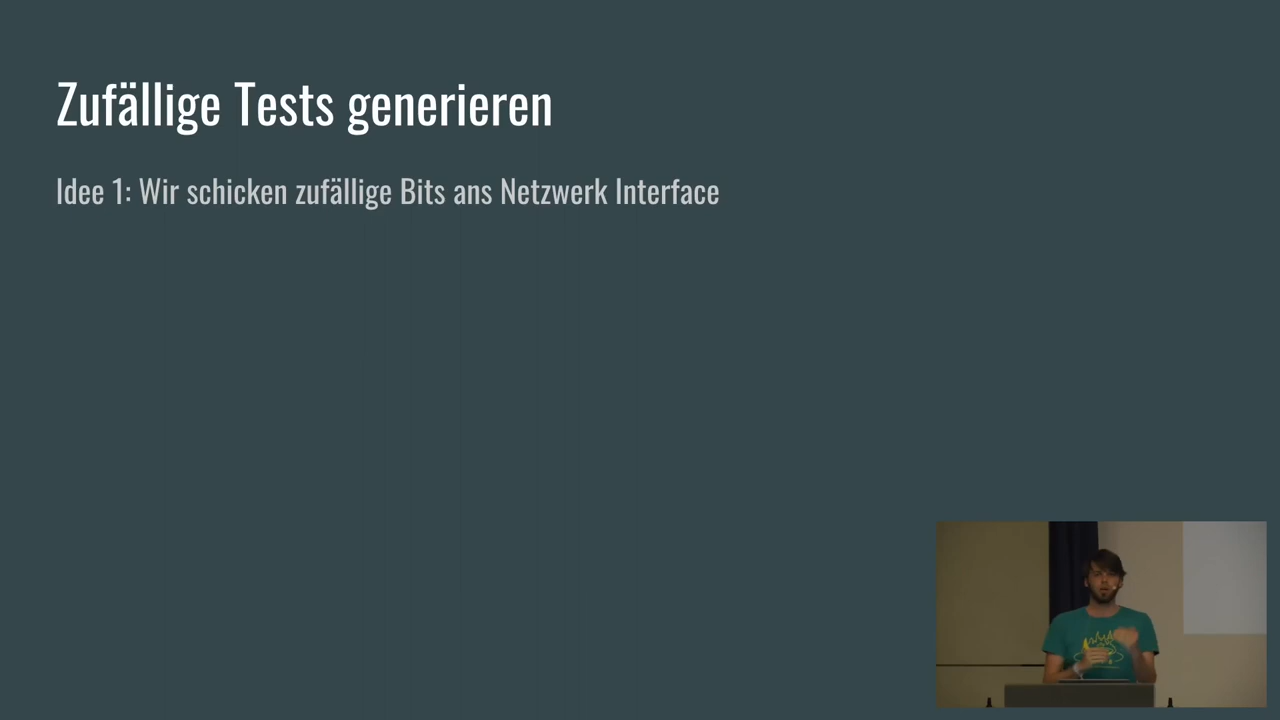 Zufällige Tests generieren
Idee 1: Wir schicken zufällige Bits ans Netzwerk Interface